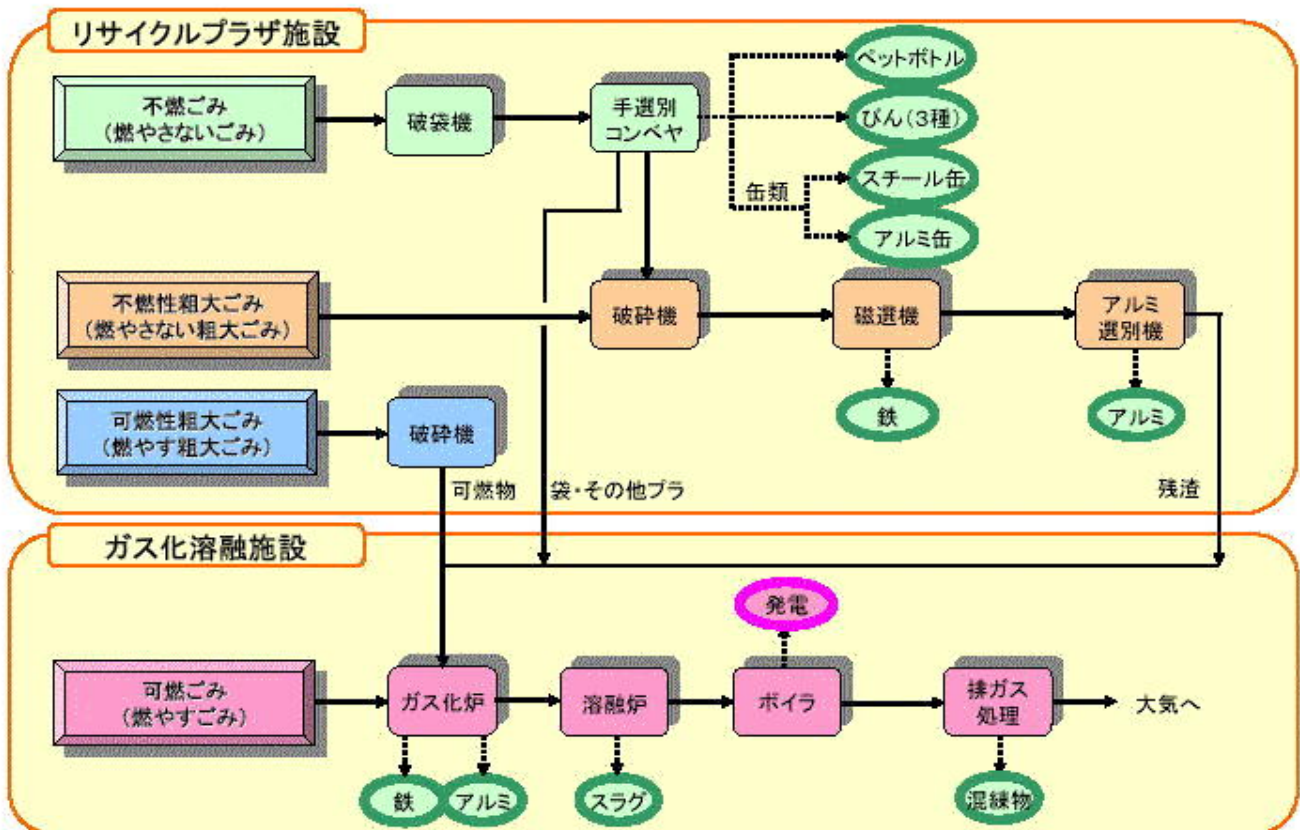 リサイクルプラザ施設
不燃ごみ
(燃やさないごみ)
破袋機
手選別
コンベヤ
ペットボトル
びん(3種)
缶類
スチール缶
アルミ缶
不燃性粗大ごみ
(燃やさない粗大ごみ)
破砕機
磁選機
アルミ
選別機
鉄
アルミ
可燃性粗大ごみ
(燃やす粗大ごみ)
破砕機
可燃物
袋・その他プラ
残渣
ガス化溶融施設
発電
可燃ごみ
(燃やすごみ)
ガス化炉
溶融炉
ボイラ
排ガス
処理
大気へ
鉄
アルミ
スラグ
混練物